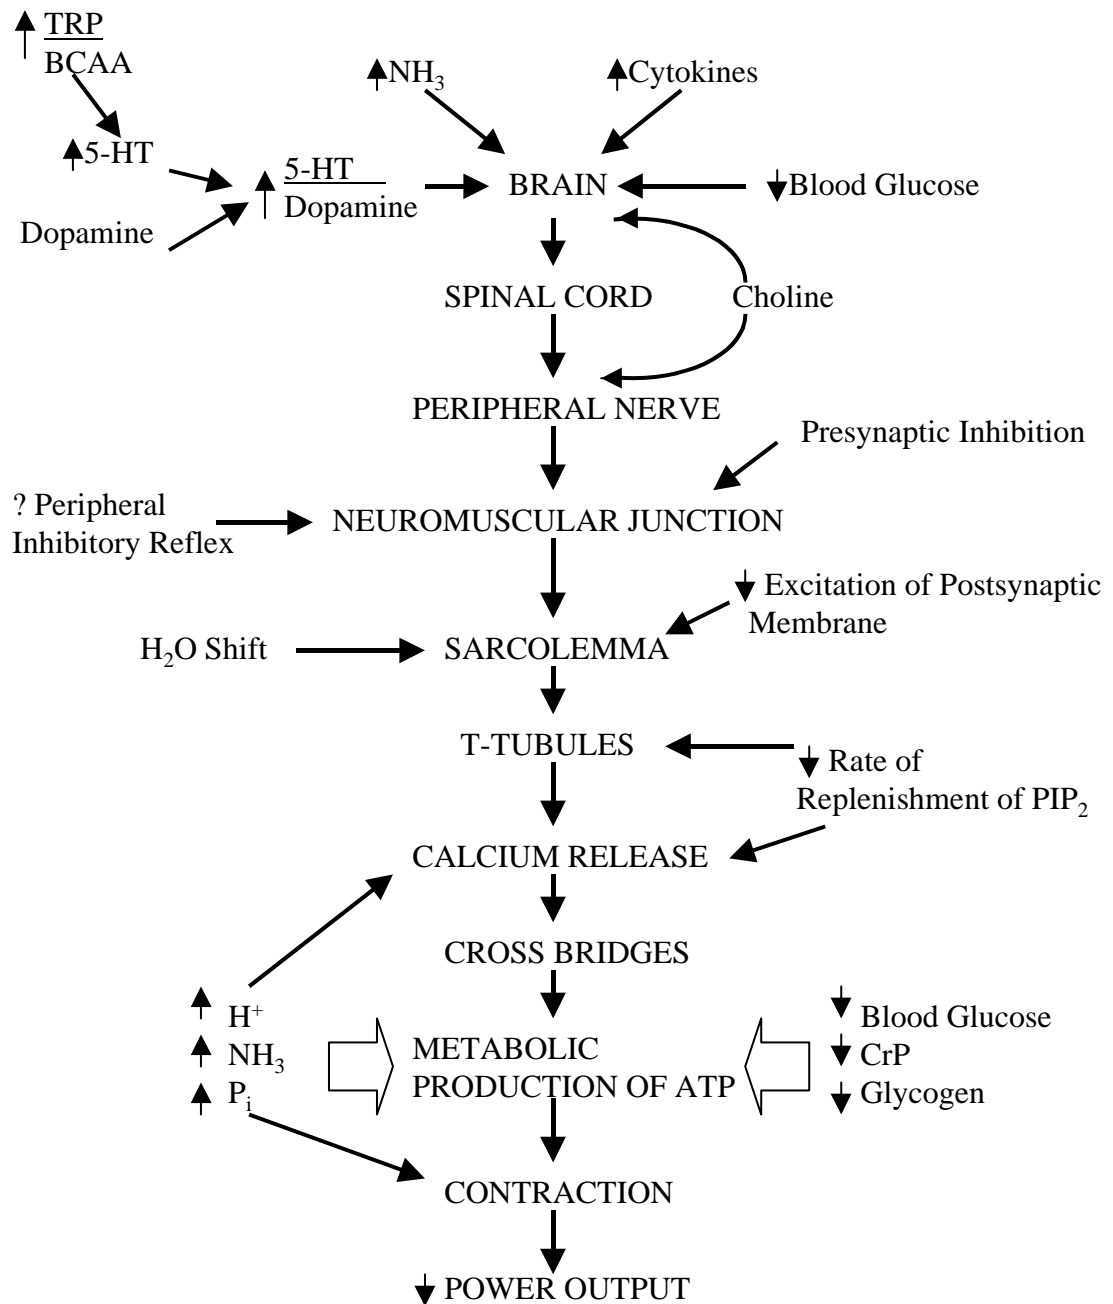 TRP
BCAA
NH₃
Cytokines
5-HT
5-HT
Dopamine
BRAIN
Blood Glucose
Dopamine
SPINAL CORD
Choline
PERIPHERAL NERVE
Presynaptic Inhibition
? Peripheral
Inhibitory Reflex
NEUROMUSCULAR JUNCTION
Excitation of Postsynaptic
Membrane
H₂O Shift
SARCOLEMMA
T-TUBULES
Rate of
Replenishment of PIP₂
CALCIUM RELEASE
CROSS BRIDGES
H⁺
NH₃
Pᵢ
METABOLIC
PRODUCTION OF ATP
Blood Glucose
CrP
Glycogen
CONTRACTION
POWER OUTPUT